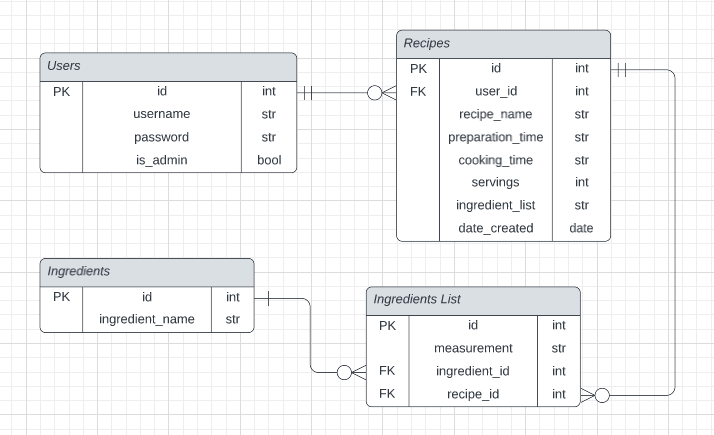 Users
PK id int
username str
password str
is_admin bool
Recipes
PK id int
FK user_id int
recipe_name str
preparation_time str
cooking_time str
servings int
ingredient_list str
date_created date
Ingredients
PK id int
ingredient_name str
Ingredients List
PK id int
measurement str
FK ingredient_id int
FK recipe_id int